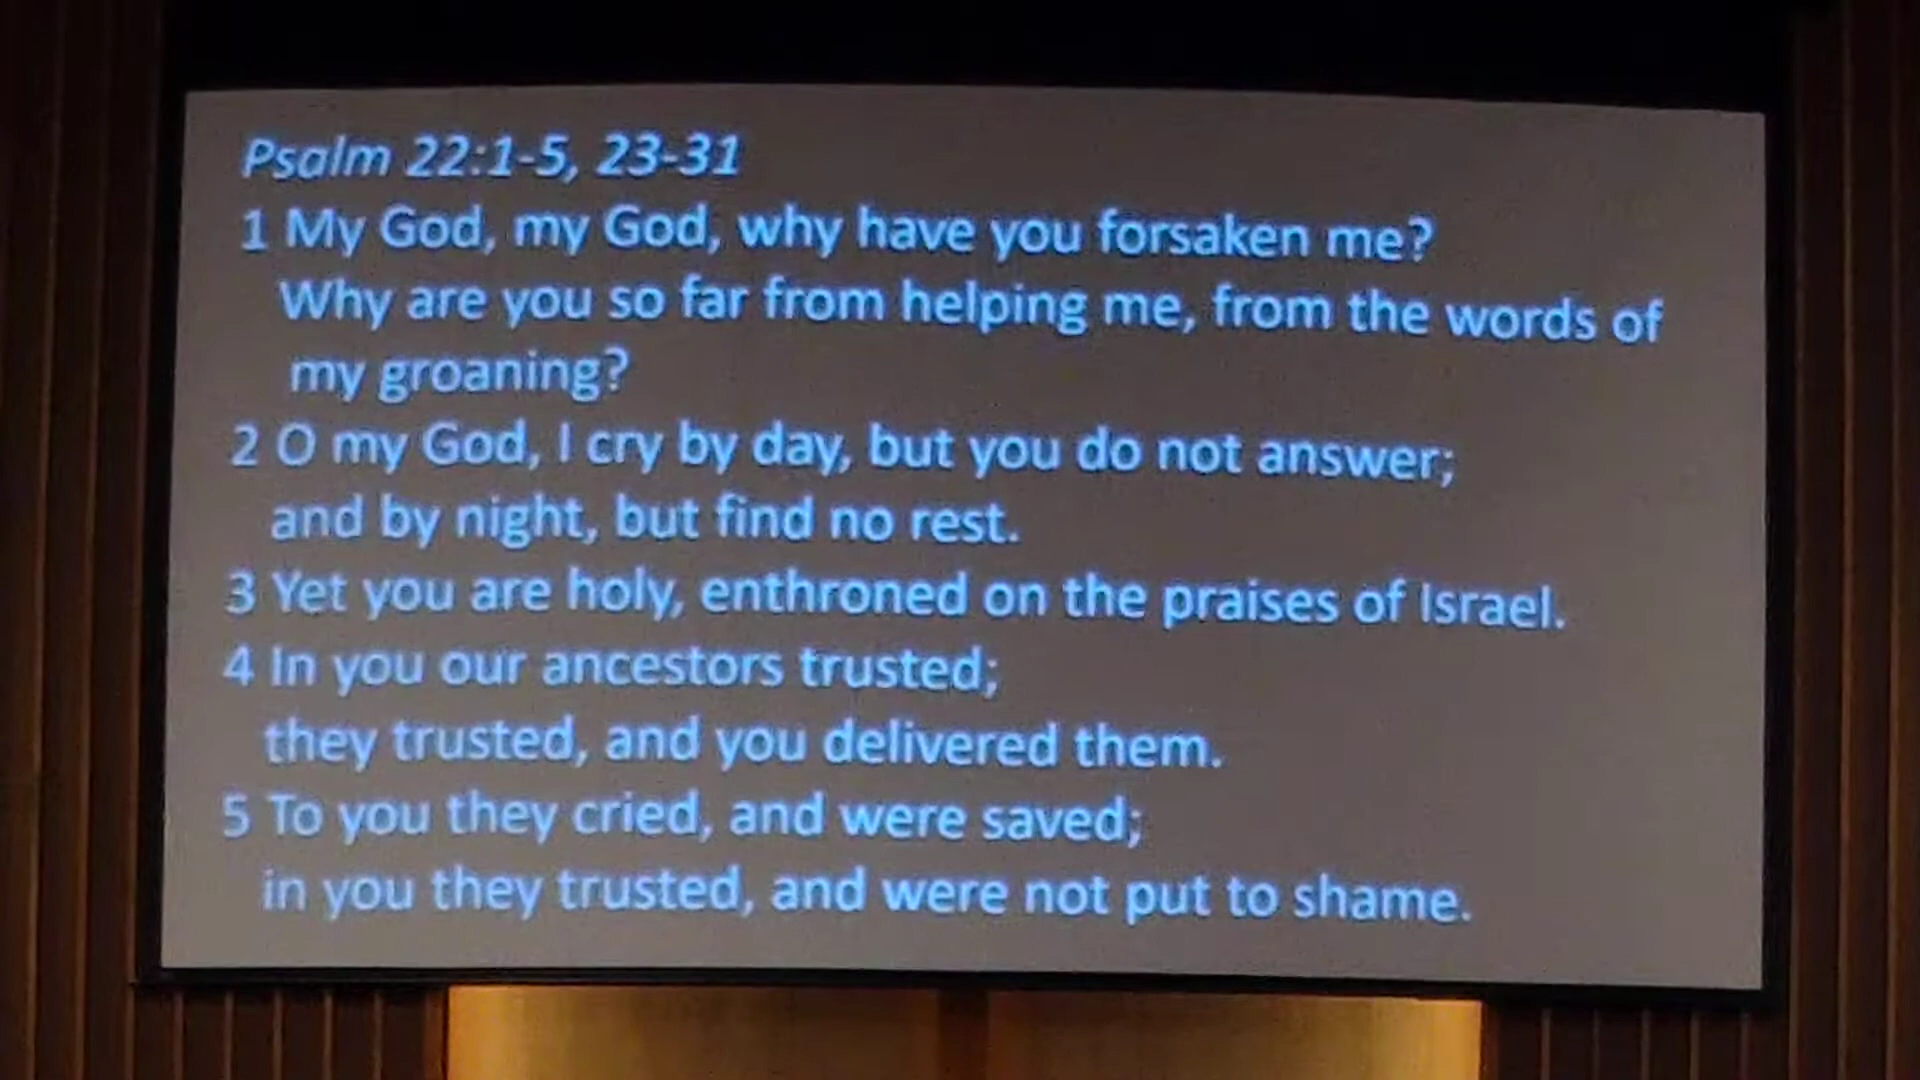 Psalm 22:1-5, 23-31
1 My God, my God, why have you forsaken me?
Why are you so far from helping me, from the words of
my groaning?
2 O my God, I cry by day, but you do not answer;
and by night, but find no rest.
3 Yet you are holy, enthroned on the praises of Israel.
4 In you our ancestors trusted;
they trusted, and you delivered them.
5 To you they cried, and were saved;
in you they trusted, and were not put to shame.